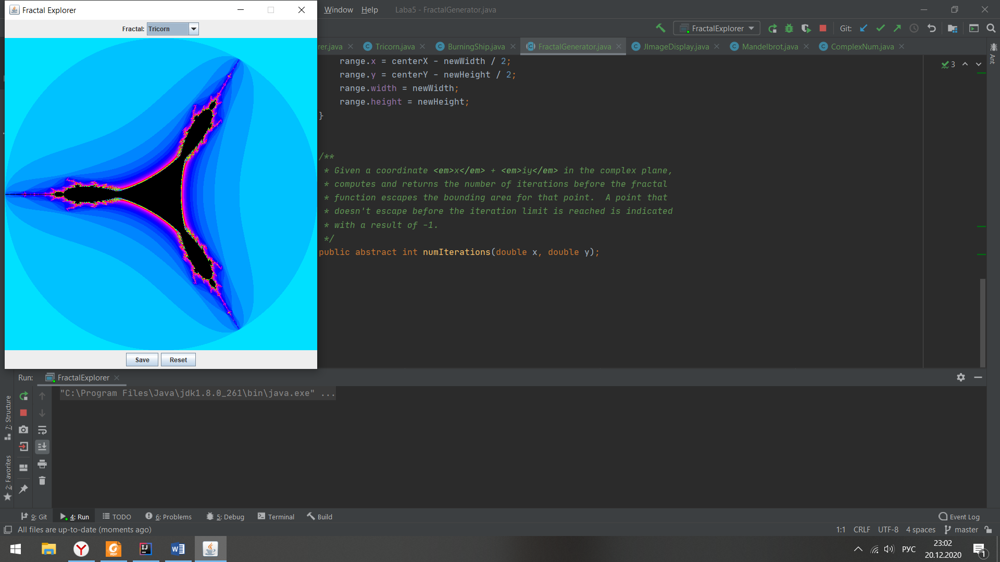 Fractal Explorer
Fractal: Tricorn
Save Reset
Window Help Laba5 - FractalGenerator.java
FractalExplorer Git:
rer.java Tricorn.java BurningShip.java FractalGenerator.java JImageDisplay.java Mandelbrot.java ComplexNum.java
Ant
3
range.x = centerX - newWidth / 2;
range.y = centerY - newHeight / 2;
range.width = newWidth;
range.height = newHeight;
}
/**
* Given a coordinate <em>x</em> + <em>iy</em> in the complex plane,
* computes and returns the number of iterations before the fractal
* function escapes the bounding area for that point.  A point that
* doesn't escape before the iteration limit is reached is indicated
* with a result of -1.
*/
public abstract int numIterations(double x, double y);
Run: FractalExplorer
"C:\Program Files\Java\jdk1.8.0_261\bin\java.exe" ...
7: Structure
2: Favorites
9: Git 4: Run TODO 6: Problems 5: Debug Terminal Build Event Log
All files are up-to-date (moments ago) 1:1 CRLF UTF-8 4 spaces master
РУС 23:02
20.12.2020
1